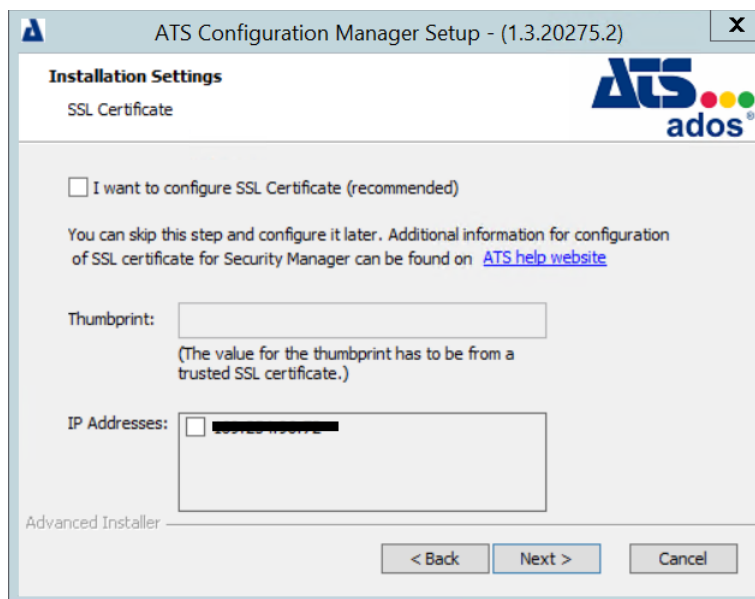 ATS Configuration Manager Setup - (1.3.20275.2)
X
Installation Settings
SSL Certificate
ATS
ados®
I want to configure SSL Certificate (recommended)
You can skip this step and configure it later. Additional information for configuration
of SSL certificate for Security Manager can be found on ATS help website
Thumbprint:
(The value for the thumbprint has to be from a
trusted SSL certificate.)
IP Addresses:
Advanced Installer
< Back
Next >
Cancel